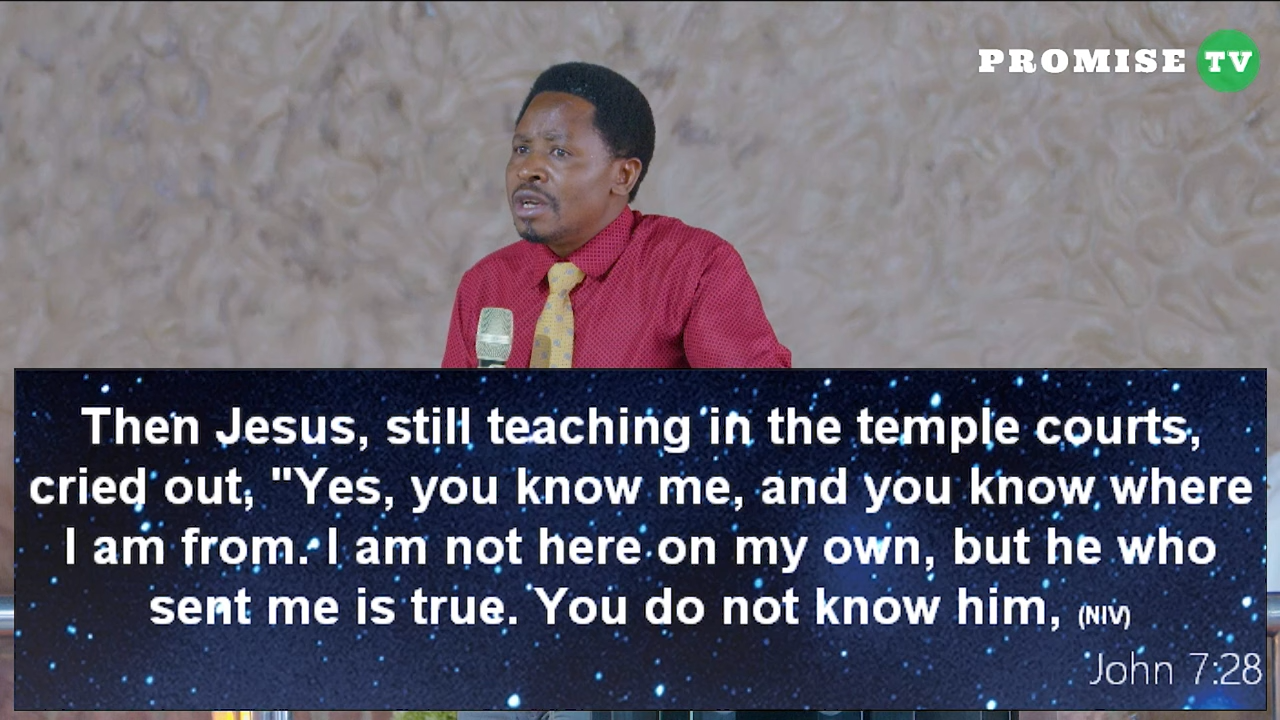 PROMISE TV
Then Jesus, still teaching in the temple courts,
cried out, "Yes, you know me, and you know where
I am from. I am not here on my own, but he who
sent me is true. You do not know him, (NIV)
John 7:28